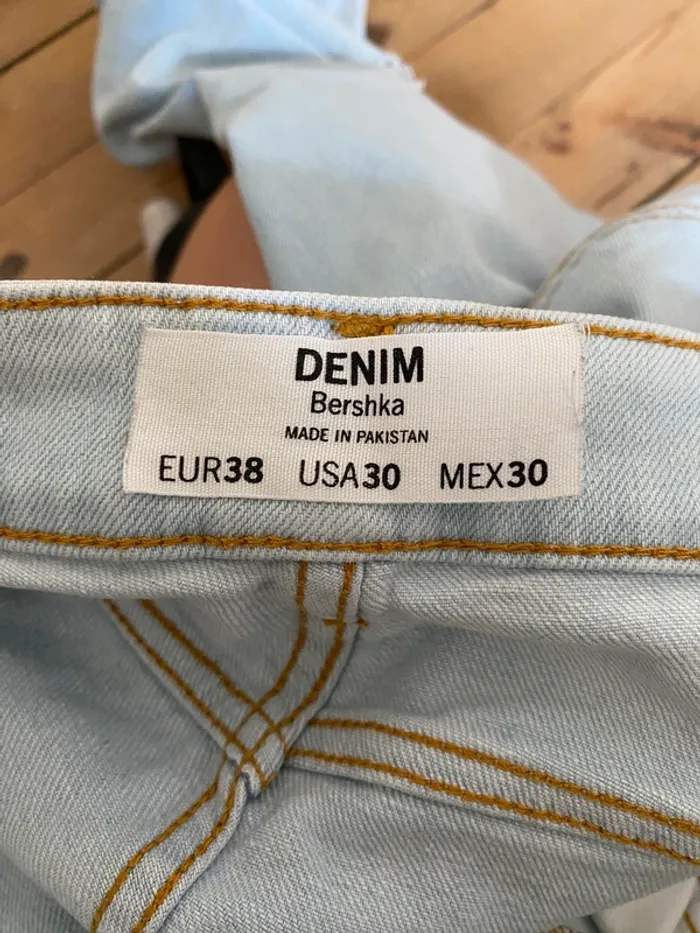 DENIM
Bershka
MADE IN PAKISTAN
EUR38 USA30 MEX30